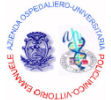 AZIENDA OSPEDALIERO-UNIVERSITARIA
POLICLINICO-VITTORIO EMANUELE